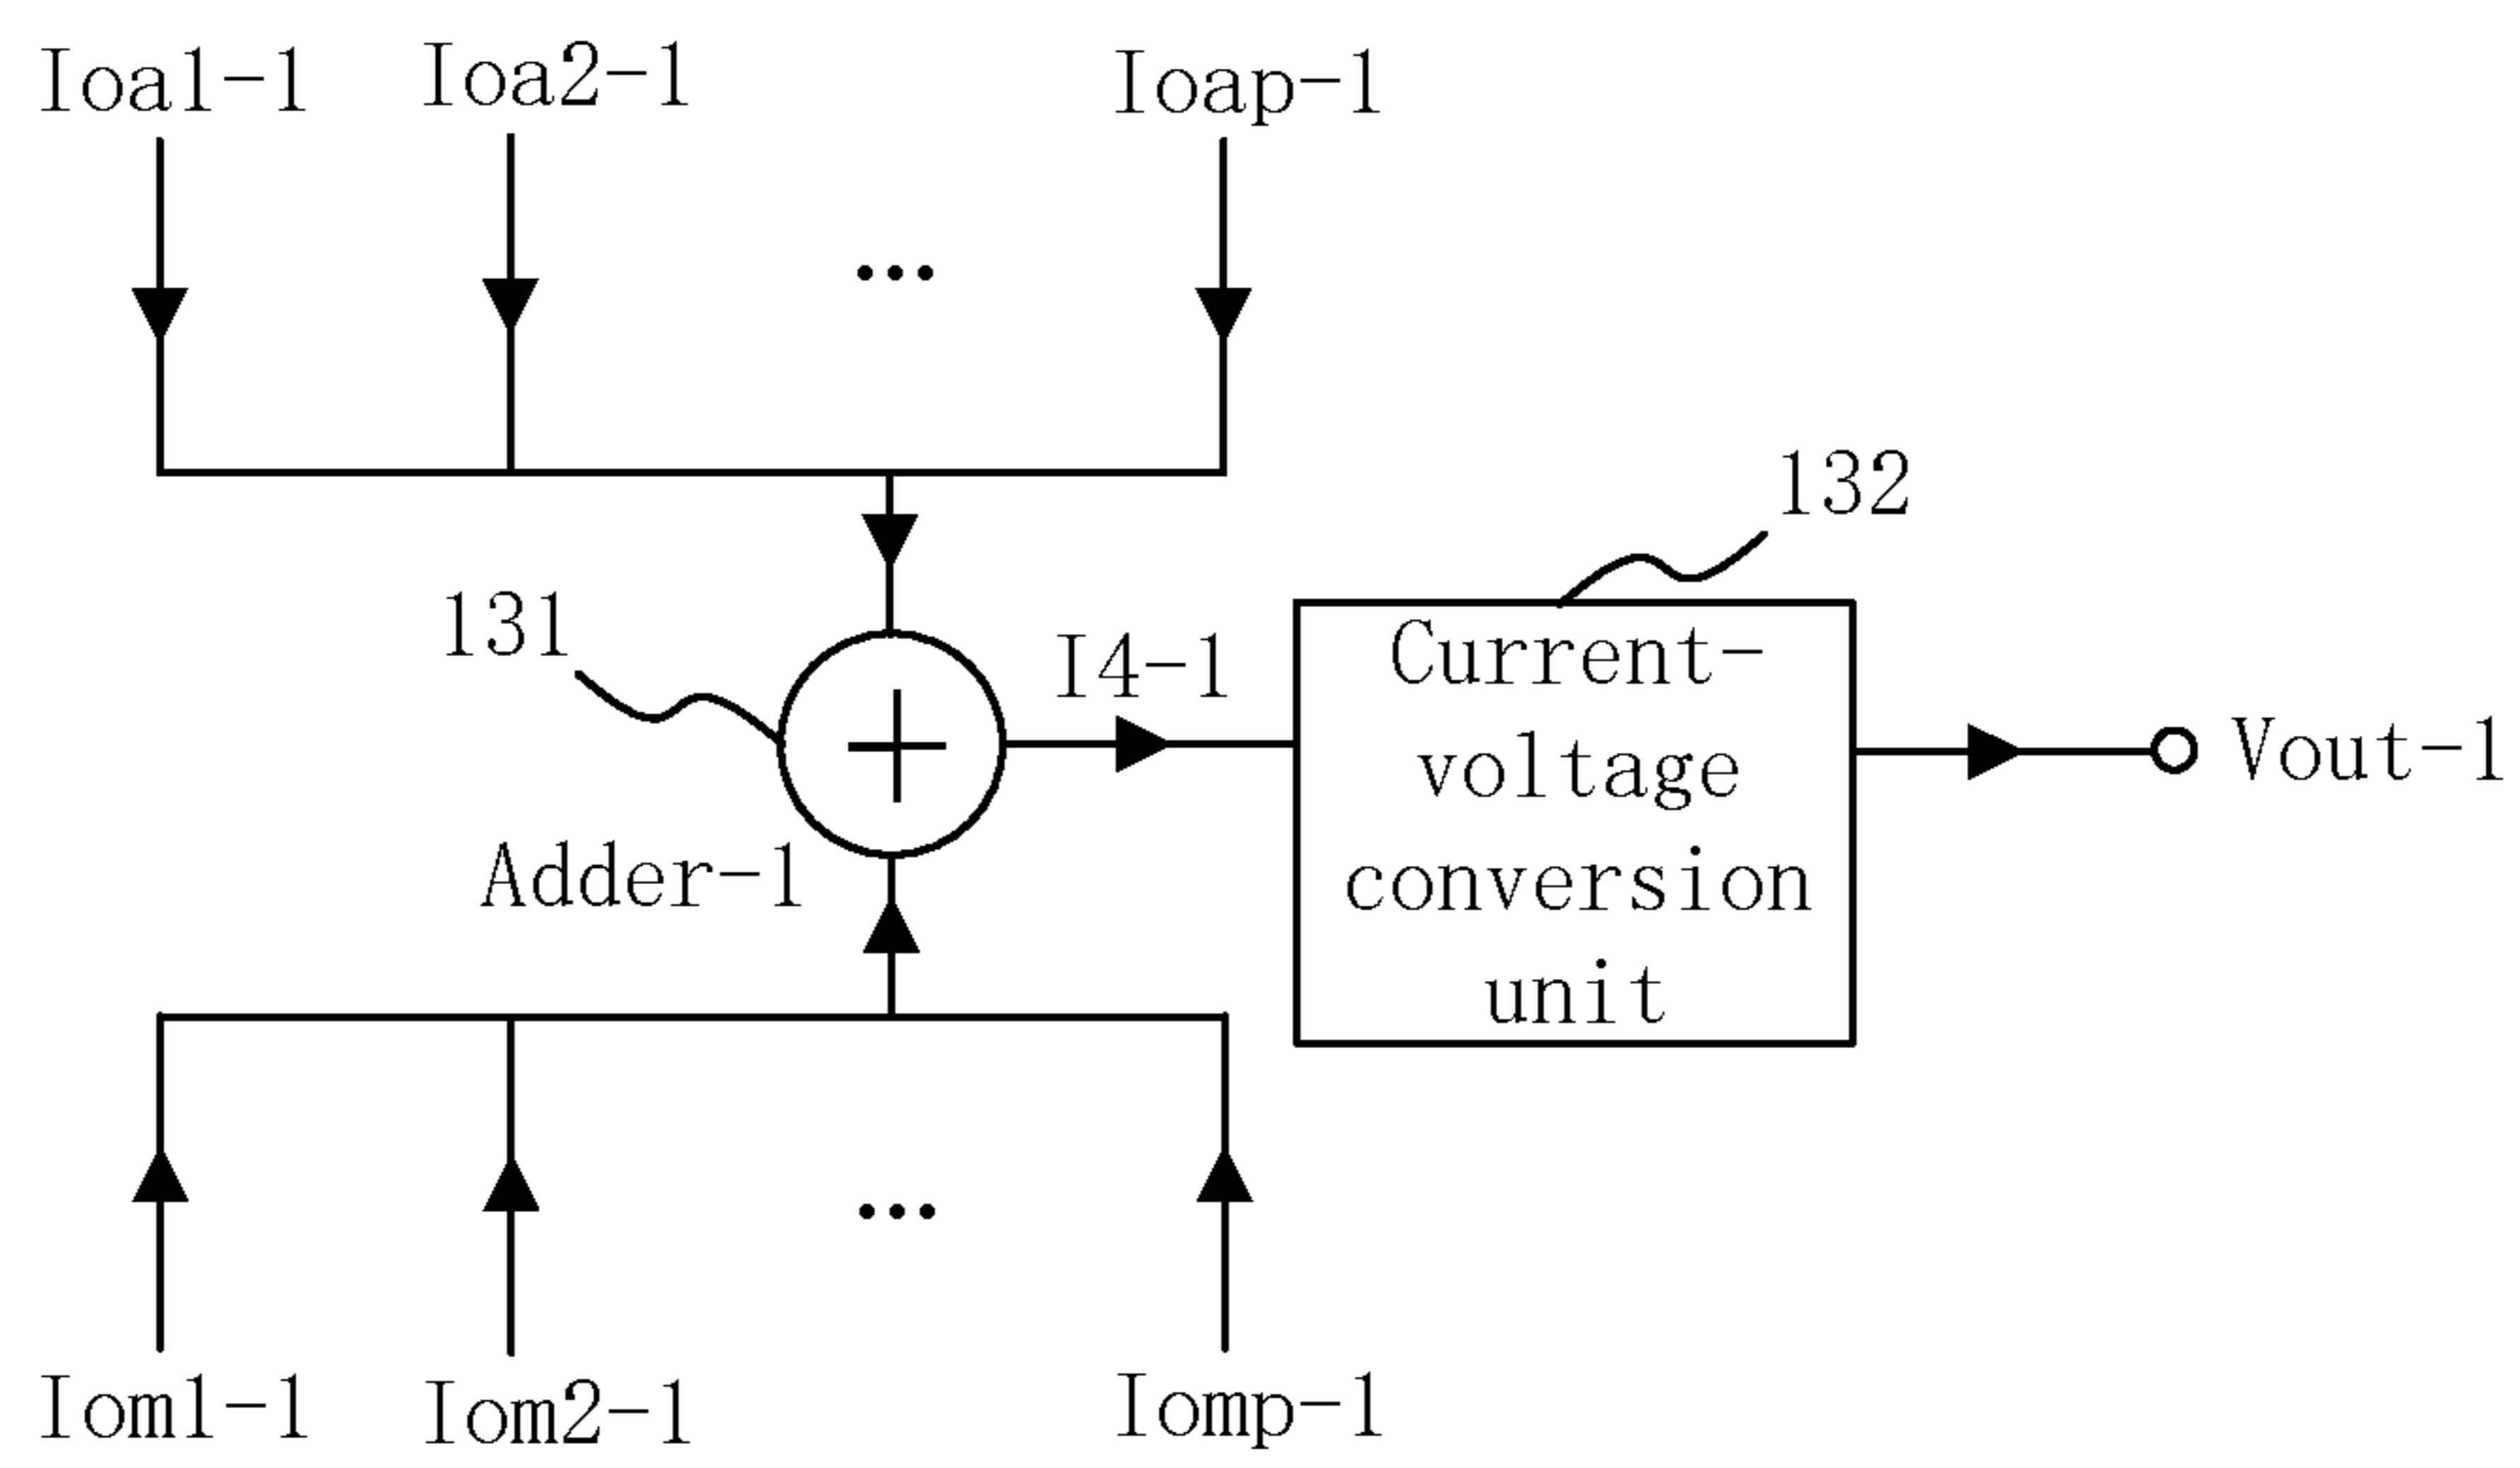 Ioa1-1
Ioa2-1
Ioap-1
132
131
I4-1
Current-
voltage
conversion
unit
Vout-1
Adder-1
Iom1-1
Iom2-1
Iomp-1